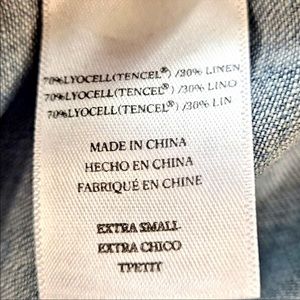 70%LYOCELL(TENCEL®) /30% LINEN
70%LYOCELL(TENCEL®) /30% LINO
70%LYOCELL(TENCEL®) /30% LIN
MADE IN CHINA
HECHO EN CHINA
FABRIQUÉ EN CHINE
EXTRA SMALL
EXTRA CHICO
TPETIT